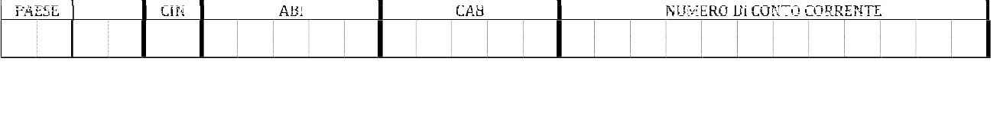 PAESE CIN ABI CAB NUMERO DI CONTO CORRENTE